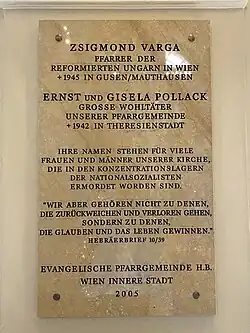 ZSIGMOND VARGA
PFARRER DER
REFORMIERTEN UNGARN IN WIEN
+1945 IN GUSEN/MAUTHAUSEN
ERNST UND GISELA POLLACK
GROSSE WOHLTÄTER
UNSERER PFARRGEMEINDE
+1942 IN THERESIENSTADT
IHRE NAMEN STEHEN FÜR VIELE
FRAUEN UND MÄNNER UNSERER KIRCHE,
DIE IN DEN KONZENTRATIONSLAGERN
DER NATIONALSOZIALISTEN
ERMORDET WORDEN SIND.
"WIR ABER GEHÖREN NICHT ZU DENEN,
DIE ZURÜCKWEICHEN UND VERLOREN GEHEN,
SONDERN ZU DENEN,
DIE GLAUBEN UND DAS LEBEN GEWINNEN."
HEBRÄERBRIEF 10/39
EVANGELISCHE PFARRGEMEINDE H.B.
WIEN INNERE STADT
2005